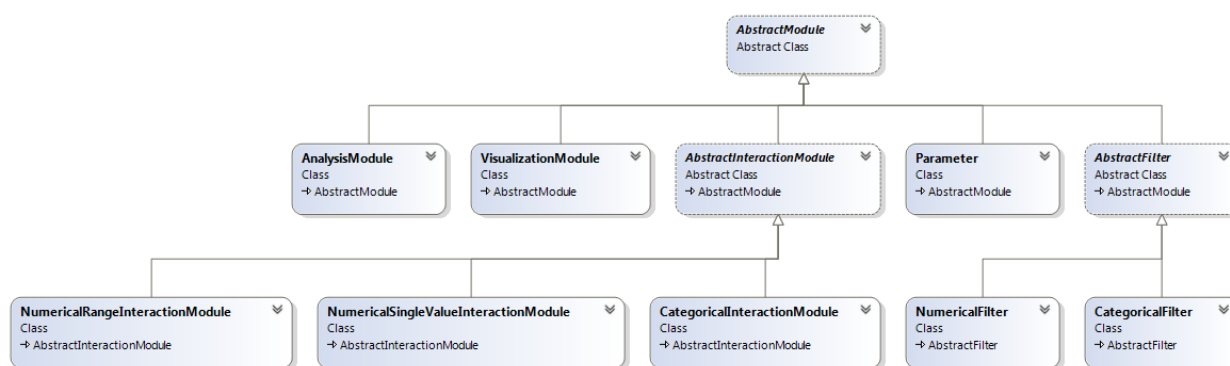 AbstractModule
Abstract Class
AnalysisModule
Class
AbstractModule
VisualizationModule
Class
AbstractModule
AbstractInteractionModule
Abstract Class
AbstractModule
Parameter
Class
AbstractModule
AbstractFilter
Abstract Class
AbstractModule
NumericalRangeInteractionModule
Class
AbstractInteractionModule
NumericalSingleValueInteractionModule
Class
AbstractInteractionModule
CategoricalInteractionModule
Class
AbstractInteractionModule
NumericalFilter
Class
AbstractFilter
CategoricalFilter
Class
AbstractFilter